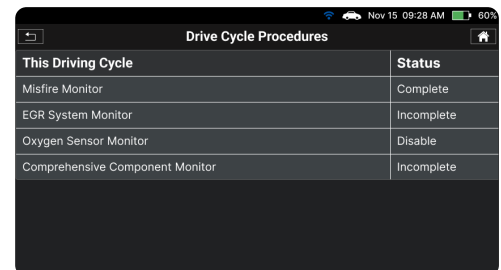 Nov 15 09:28 AM 60%
Drive Cycle Procedures
This Driving Cycle Status
Misfire Monitor Complete
EGR System Monitor Incomplete
Oxygen Sensor Monitor Disable
Comprehensive Component Monitor Incomplete